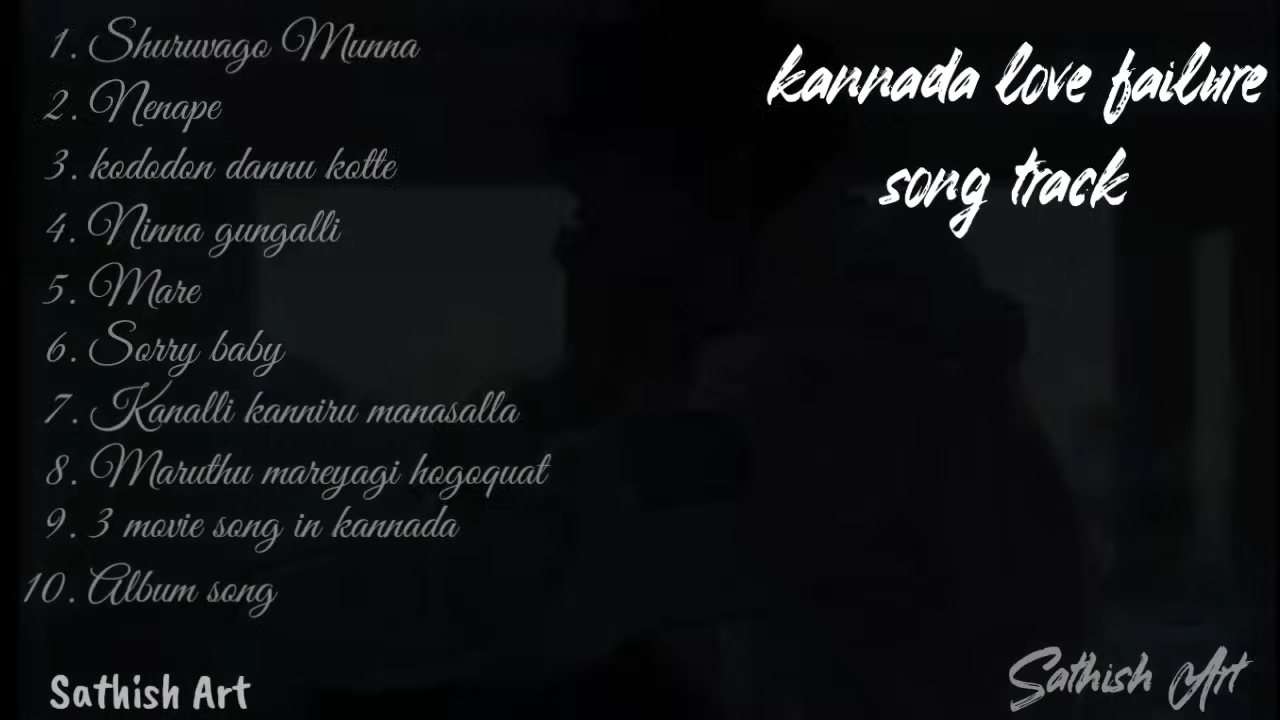 1. Shuruvago Munna
2. Nenape
3. kododon dannu kotte
4. Ninna gungalli
5. Mare
6. Sorry baby
7. Kanalli kanniru manasalla
8. Maruthu mareyagi hogoquat
9. 3 movie song in kannada
10. Album song
Sathish Art
kannada love failure
song track
Sathish Art